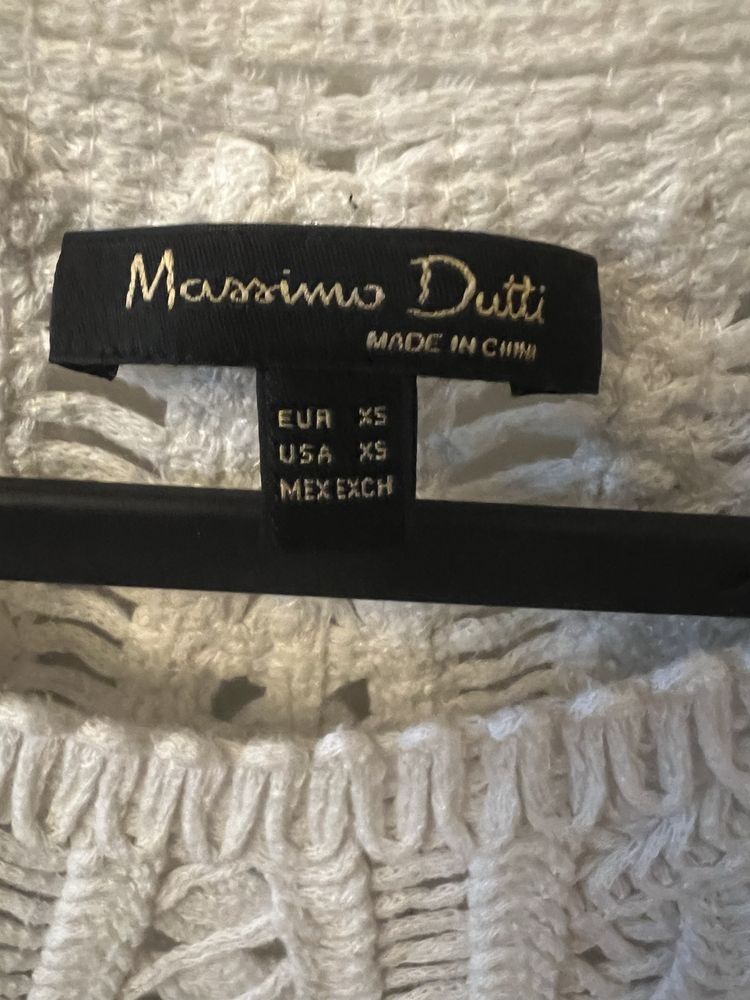 Massimo Dutti
MADE IN CHINA
EUR XS
USA XS
MEX EXCH